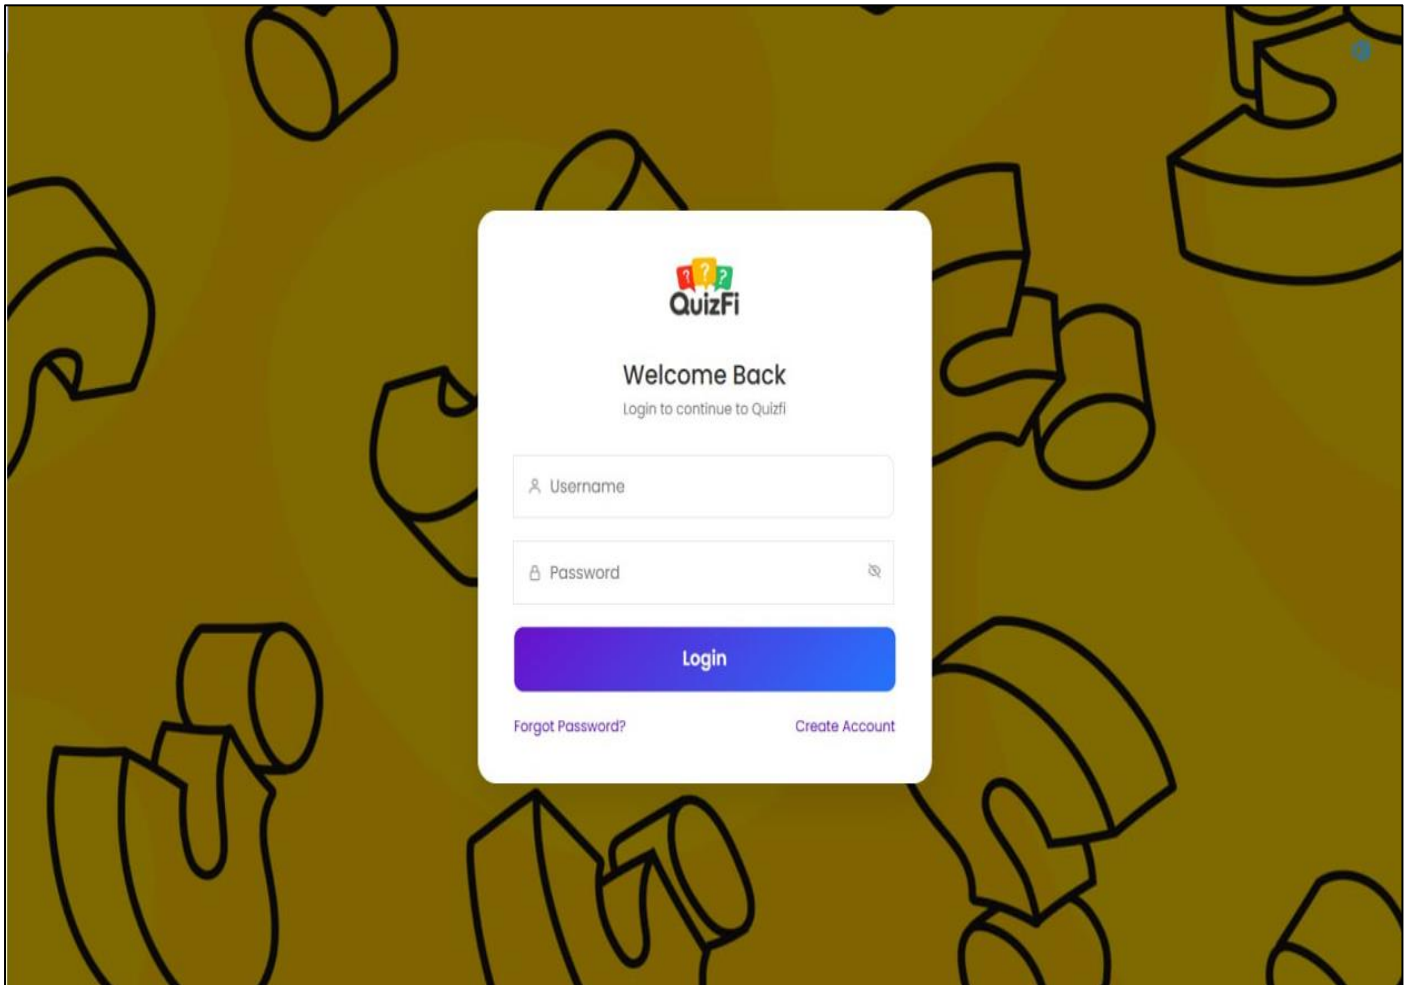 ? ? ?
QuizFi
Welcome Back
Login to continue to Quizfi
Username
Password
Login
Forgot Password? Create Account